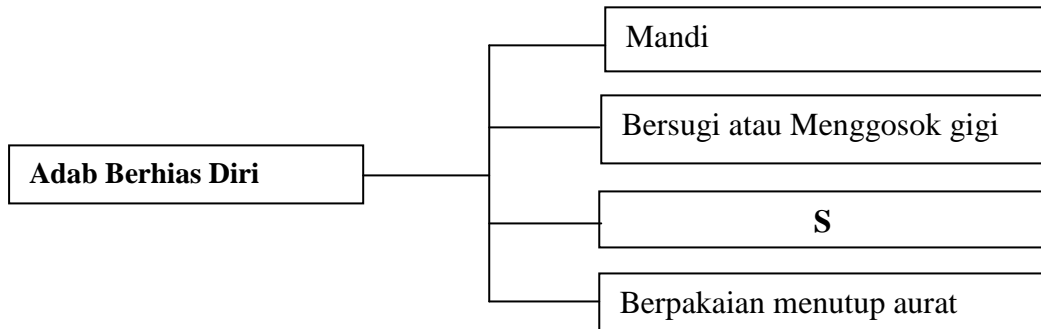 Mandi
Bersugi atau Menggosok gigi
Adab Berhias Diri
S
Berpakaian menutup aurat